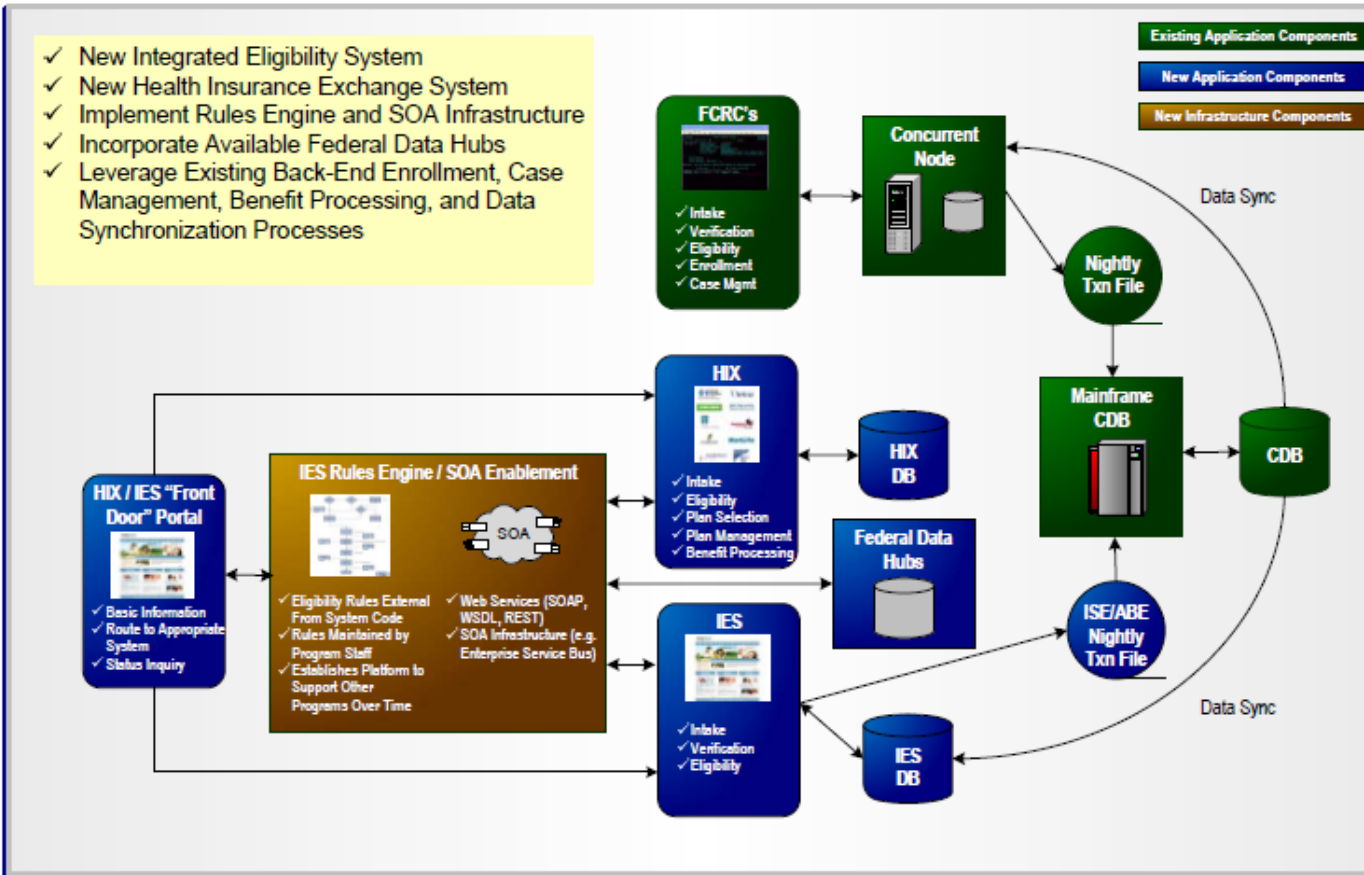 ✓ New Integrated Eligibility System
✓ New Health Insurance Exchange System
✓ Implement Rules Engine and SOA Infrastructure
✓ Incorporate Available Federal Data Hubs
✓ Leverage Existing Back-End Enrollment, Case
Management, Benefit Processing, and Data
Synchronization Processes
Existing Application Components
New Application Components
New Infrastructure Components
FCRC's
✓ Intake
✓ Verification
✓ Eligibility
✓ Enrollment
✓ Case Mgmt
Concurrent
Node
Data Sync
Nightly
Txn File
Mainframe
CDB
CDB
HIX
✓ Intake
✓ Eligibility
✓ Plan Selection
✓ Plan Management
✓ Benefit Processing
HIX
DB
HIX / IES “Front
Door” Portal
✓ Basic Information
✓ Route to Appropriate
System
✓ Status Inquiry
IES Rules Engine / SOA Enablement
SOA
✓ Eligibility Rules External
From System Code
✓ Rules Maintained by
Program Staff
✓ Establishes Platform to
Support Other
Programs Over Time
✓ Web Services (SOAP,
WSDL, REST)
✓ SOA Infrastructure (e.g.
Enterprise Service Bus)
Federal Data
Hubs
IES
✓ Intake
✓ Verification
✓ Eligibility
ISE/ABE
Nightly
Txn File
Data Sync
IES
DB